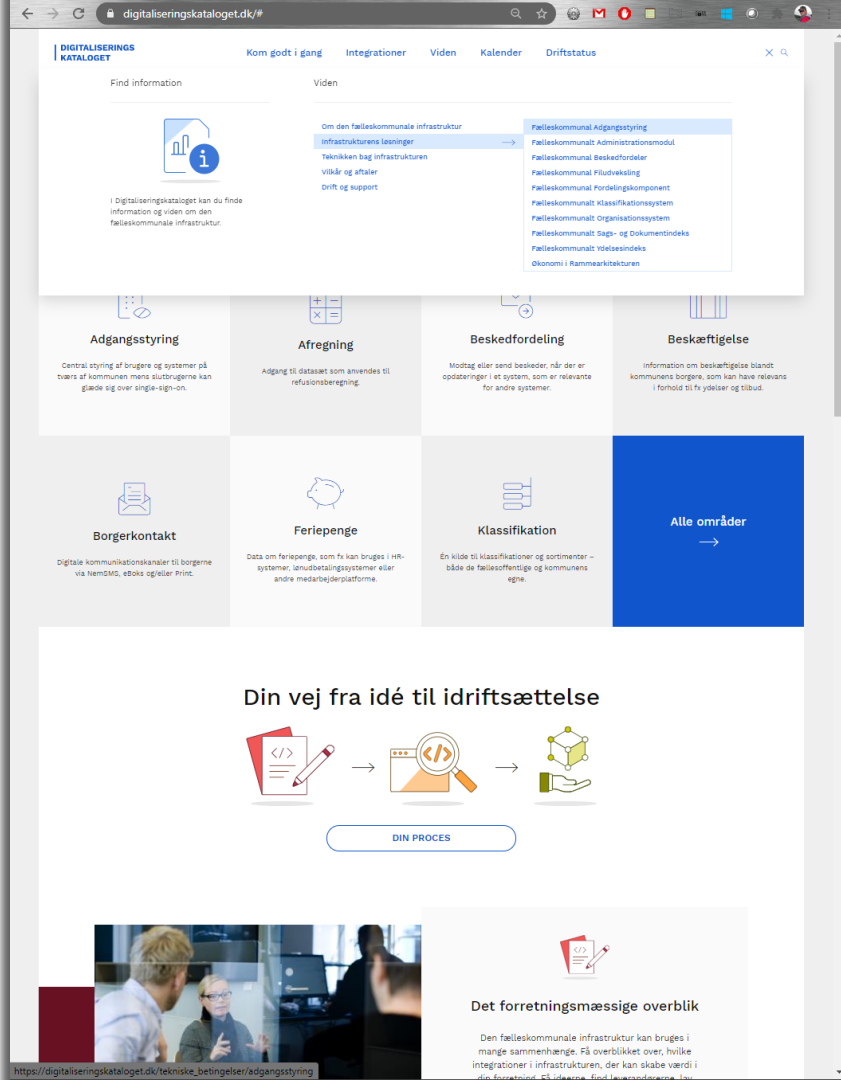 digitaliseringskataloget.dk/#
DIGITALISERINGS
KATALOGET
Kom godt i gang
Integrationer
Viden
Kalender
Driftstatus
Find information
I Digitaliseringskataloget kan du finde
information og viden om den
fælleskommunale infrastruktur.
Viden
Om den fælleskommunale infrastruktur
Infrastrukturens løsninger
Teknikken bag infrastrukturen
Vilkår og aftaler
Drift og support
Fælleskommunal Adgangsstyring
Fælleskommunalt Administrationsmodul
Fælleskommunal Beskedfordeler
Fælleskommunal Filudveksling
Fælleskommunal Fordelingskomponent
Fælleskommunalt Klassifikationssystem
Fælleskommunalt Organisationssystem
Fælleskommunalt Sags- og Dokumentindeks
Fælleskommunalt Ydelsesindeks
Økonomi i Rammearkitekturen
Adgangsstyring
Central styring af brugere og systemer på
tværs af kommunen mens slutbrugerne kan
glæde sig over single-sign-on.
Afregning
Adgang til datasæt som anvendes til
refusionsberegning.
Beskedfordeling
Modtag eller send beskeder, når der er
opdateringer i et system, som er relevante
for andre systemer.
Beskæftigelse
Information om beskæftigelse blandt
kommunens borgere, som kan have relevans
i forhold til fx ydelser og tilbud.
Borgerkontakt
Digitale kommunikationskanaler til borgerne
via NemSMS, eBoks og/eller Print.
Feriepenge
Data om feriepenge, som fx kan bruges i HR-
systemer, lønudbetalingssystemer eller
andre medarbejderplatforme.
Klassifikation
Én kilde til klassifikationer og sortimenter –
både de fællesoffentlige og kommunens
egne.
Alle områder
Din vej fra idé til idriftsættelse
DIN PROCES
Det forretningsmæssige overblik
Den fælleskommunale infrastruktur kan bruges i
mange sammenhænge. Få overblikket over, hvilke
integrationer i infrastrukturen, der kan skabe værdi i
din forretning. Få ideerne, find leverandørerne, lav
https://digitaliseringskataloget.dk/tekniske_betingelser/adgangsstyring